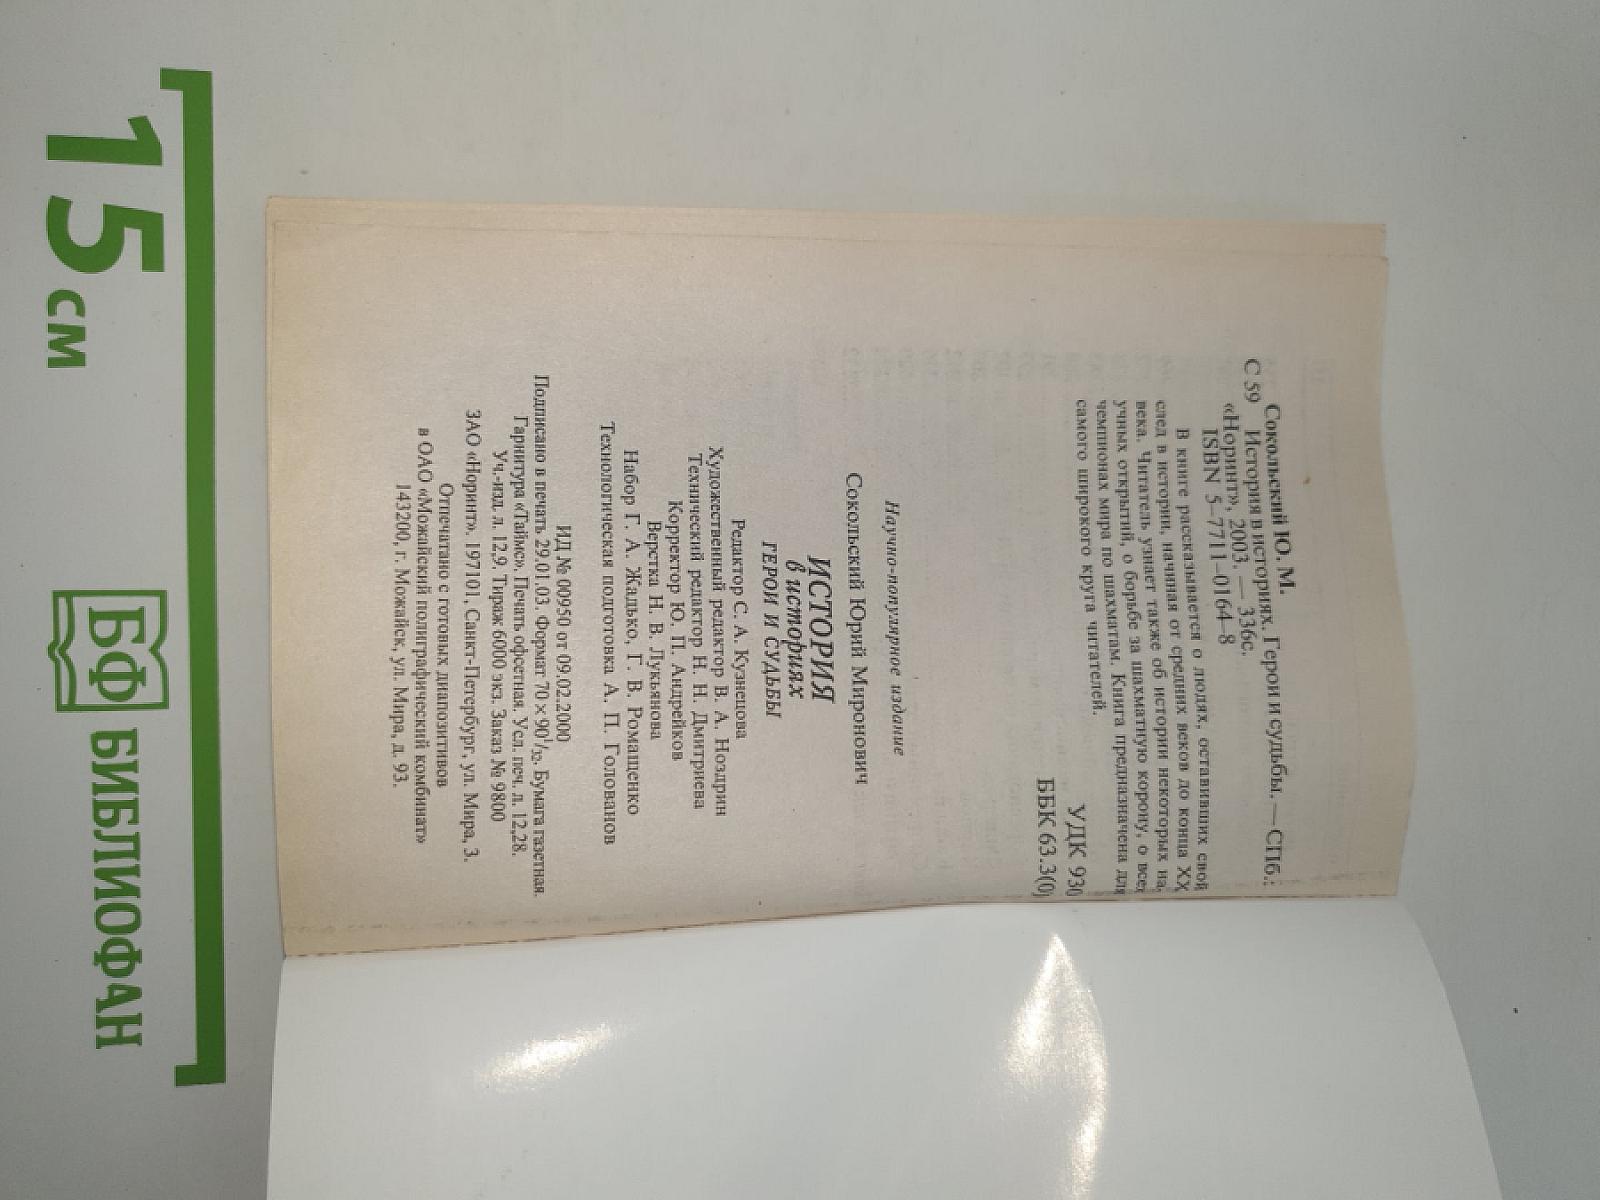 Сокольский Ю. М.
С 59 История в историях. Герои и судьбы. — СПб.:
«Норинт», 2003. — 336с.
ISBN 5–7711–0164–8
В книге рассказывается о людях, оставивших свой
след в истории, начиная от средних веков до конца XX
века. Читатель узнает также об истории некоторых на
учных открытий, о борьбе за шахматную корону, о всех
чемпионах мира по шахматам. Книга предназначена для
самого широкого круга читателей.
УДК 930
ББК 63.3(0)
Научно-популярное издание
Сокольский Юрий Миронович
ИСТОРИЯ
в историях
ГЕРОИ И СУДЬБЫ
Редактор С. А. Кузнецова
Художественный редактор В. А. Ноздрин
Технический редактор Н. Н. Дмитриева
Корректор Ю. П. Андрейков
Верстка Н. В. Лукьянова
Набор Г. А. Жадько, Г. В. Ромащенко
Технологическая подготовка А. П. Голованов
ИД № 00950 от 09.02.2000
Подписано в печать 29.01.03. Формат 70 × 90¹/₃₂. Бумага газетная.
Гарнитура «Таймс». Печать офсетная. Усл. печ. л. 12,28.
Уч.-изд. л. 12,9. Тираж 6000 экз. Заказ № 9800
ЗАО «Норинт». 197101. Санкт-Петербург, ул. Мира, 3.
Отпечатано с готовых диапозитивов
в ОАО «Можайский полиграфический комбинат»
143200, г. Можайск, ул. Мира, д. 93.
15 см
БФ БИБЛИОФАН